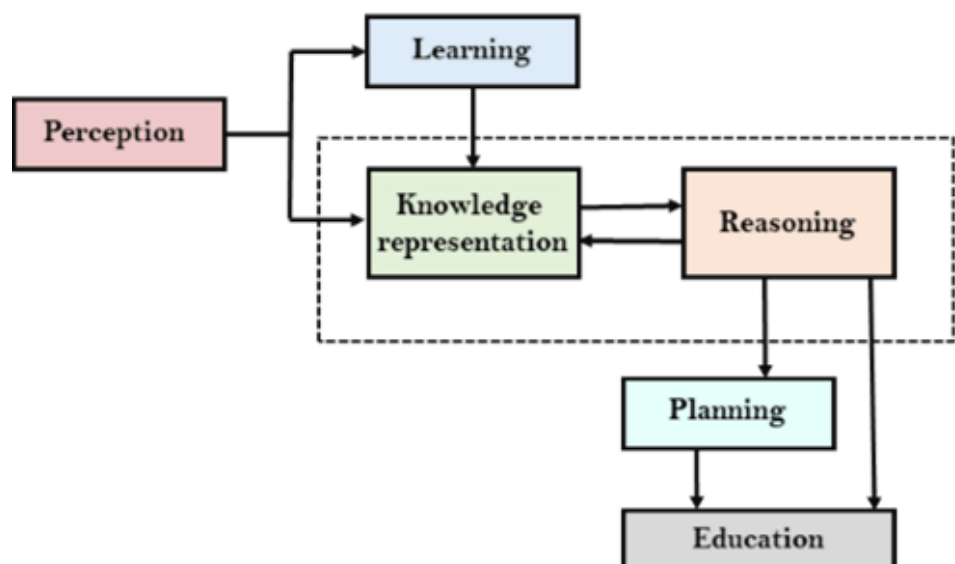 Learning
Perception
Knowledge
representation
Reasoning
Planning
Education